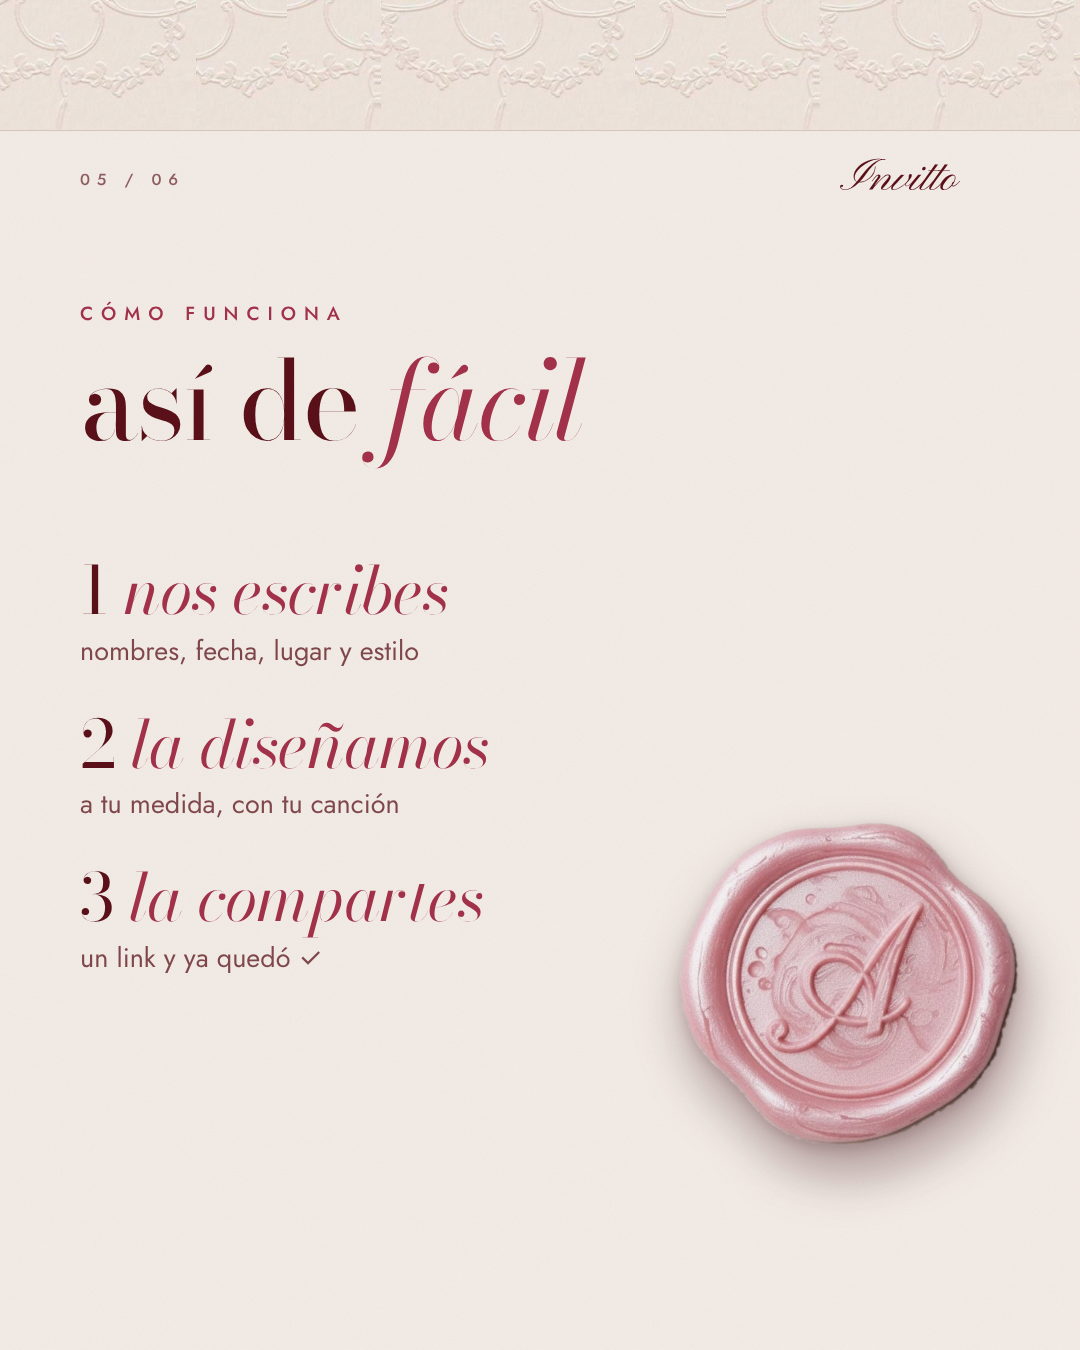 05 / 06
Invitto
CÓMO FUNCIONA
así de fácil
1 nos escribes
nombres, fecha, lugar y estilo
2 la diseñamos
a tu medida, con tu canción
3 la compartes
un link y ya quedó ✓
A